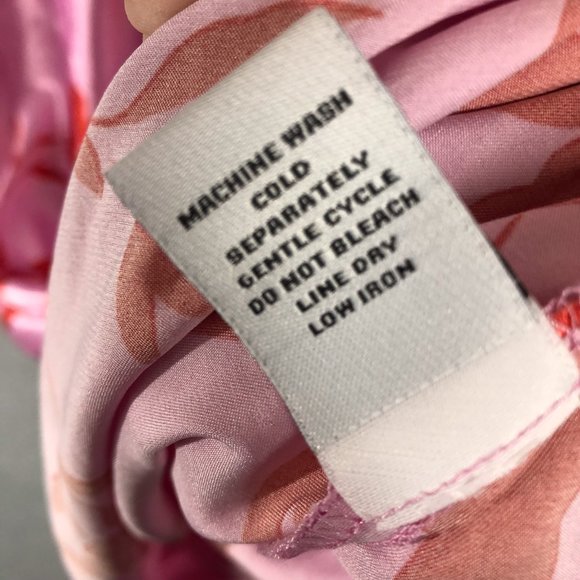 MACHINE WASH
COLD
SEPARATELY
GENTLE CYCLE
DO NOT BLEACH
LINE DRY
LOW IRON